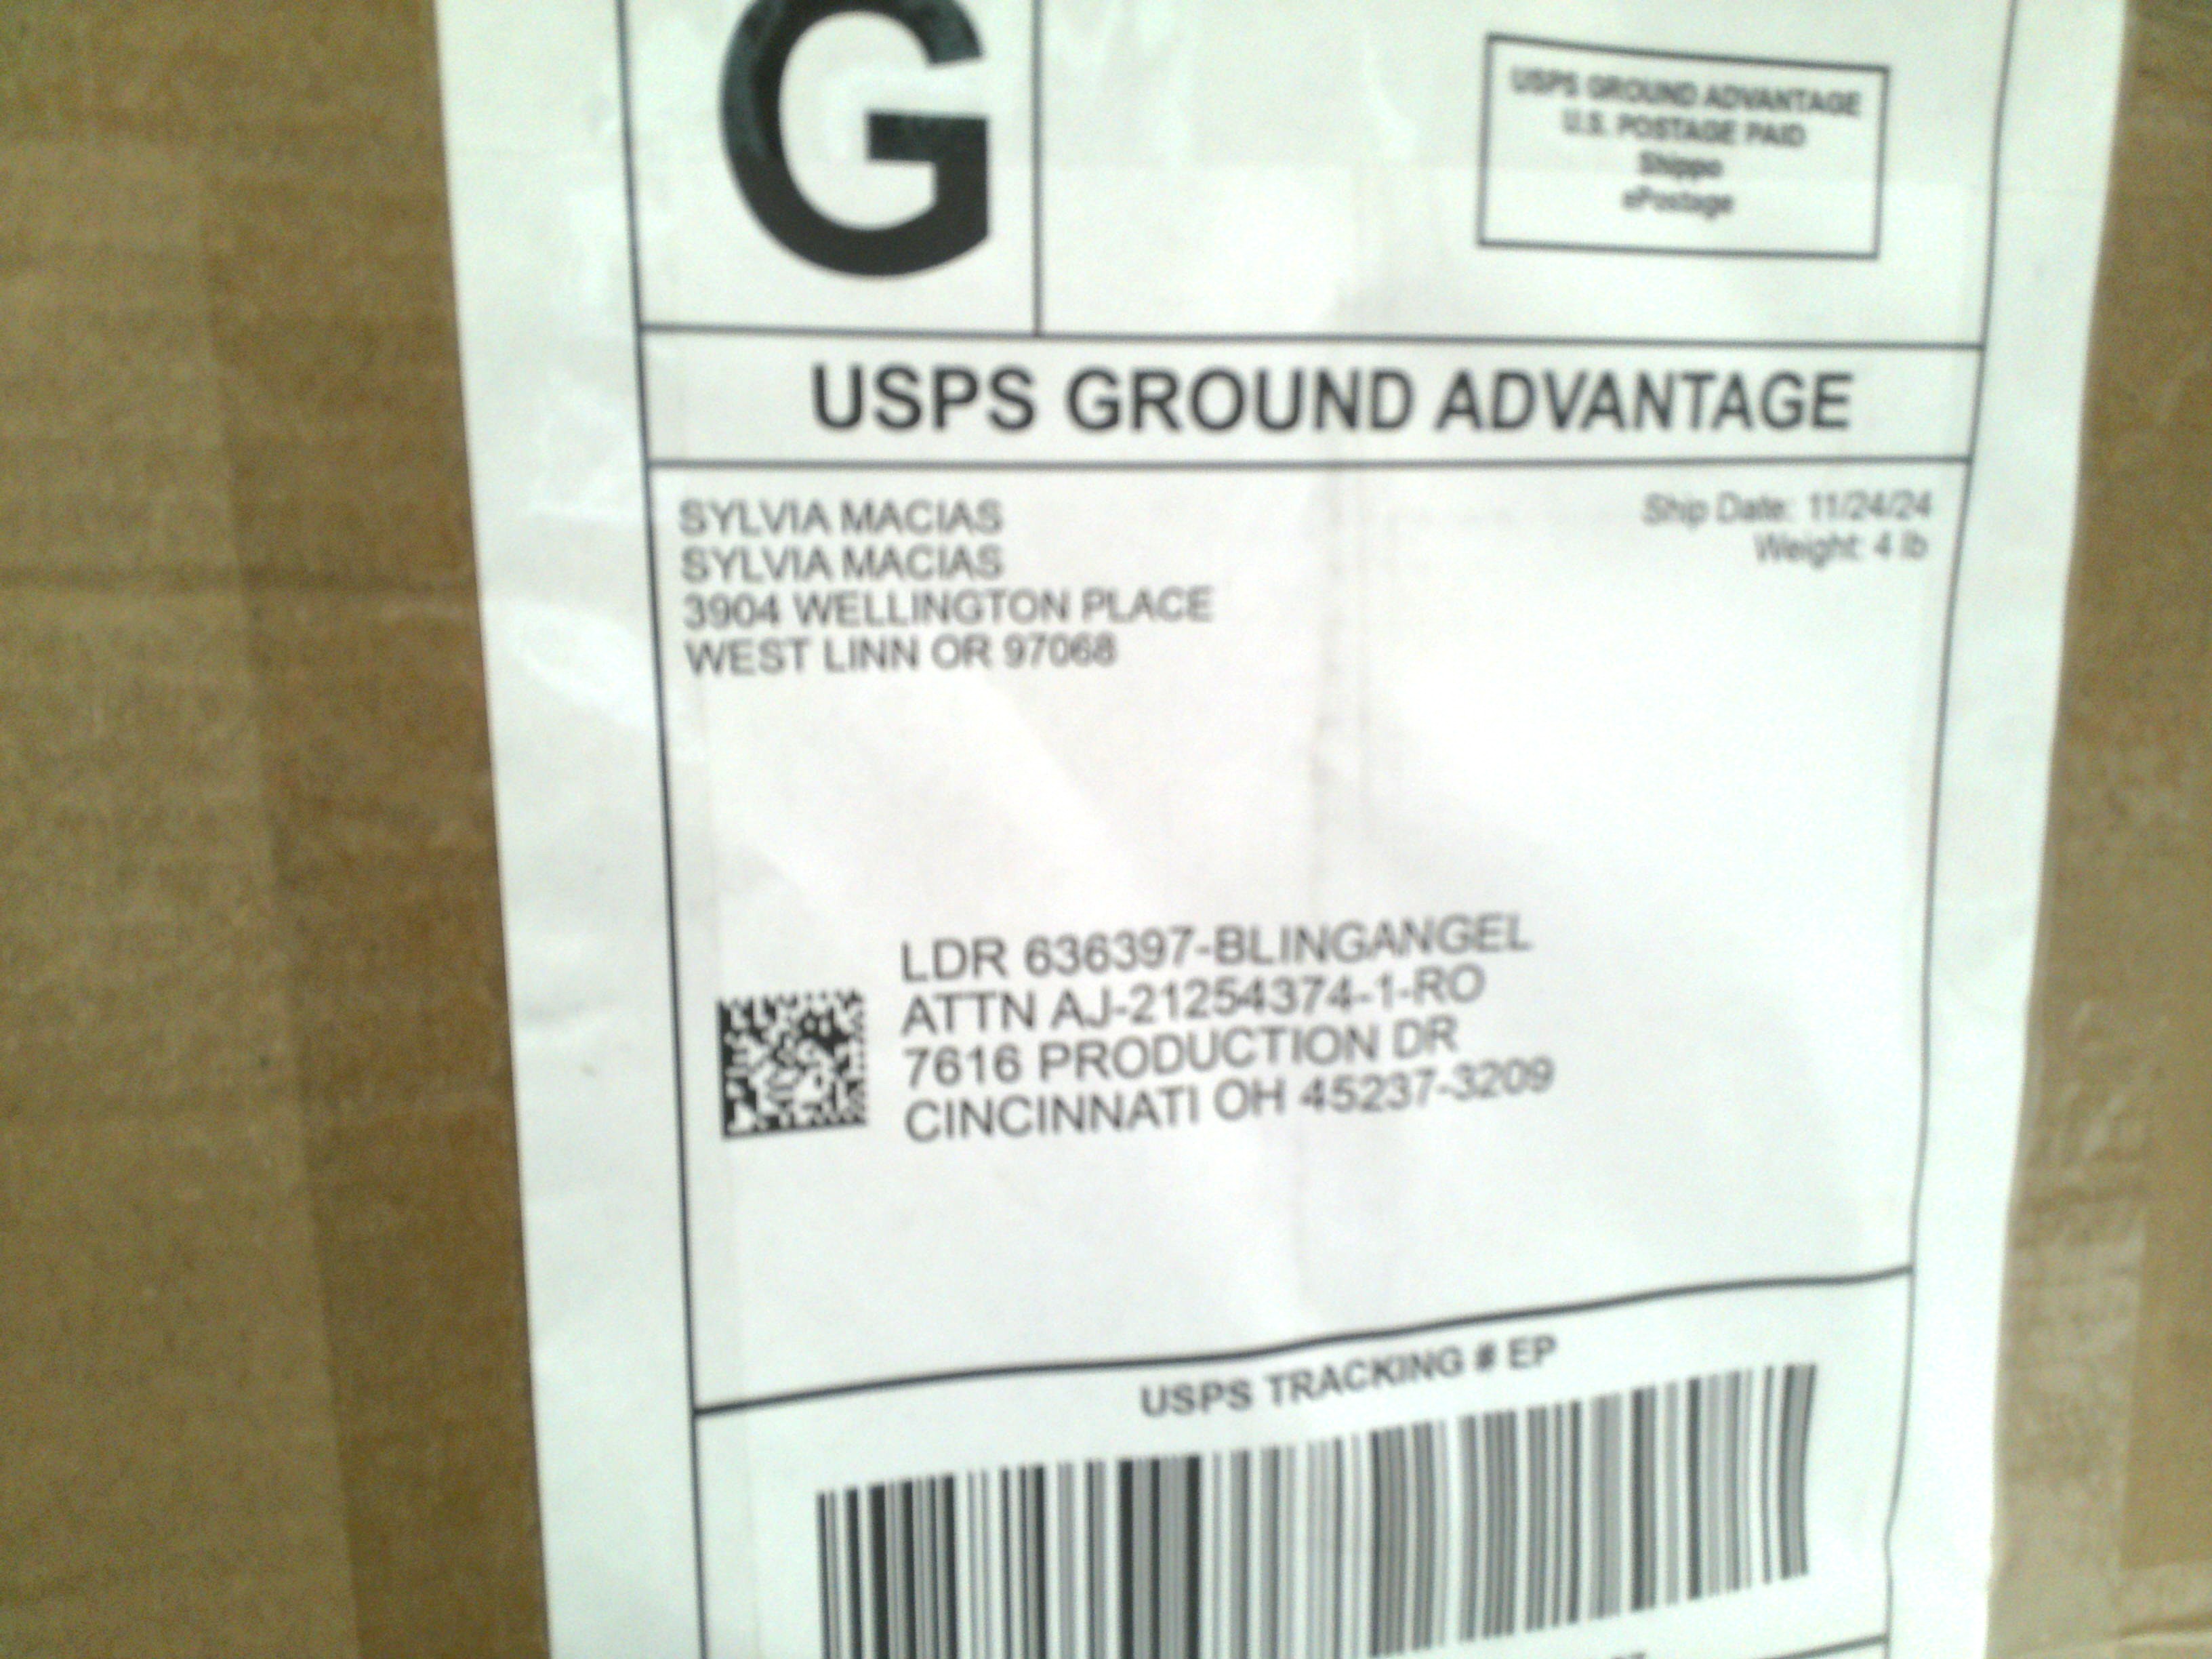 G
USPS GROUND ADVANTAGE
U.S. POSTAGE PAID
Shippo
ePostage
USPS GROUND ADVANTAGE
SYLVIA MACIAS
SYLVIA MACIAS
3904 WELLINGTON PLACE
WEST LINN OR 97068
Ship Date: 11/24/24
Weight: 4 lb
LDR 636397-BLINGANGEL
ATTN AJ-21254374-1-RO
7616 PRODUCTION DR
CINCINNATI OH 45237-3209
USPS TRACKING # EP